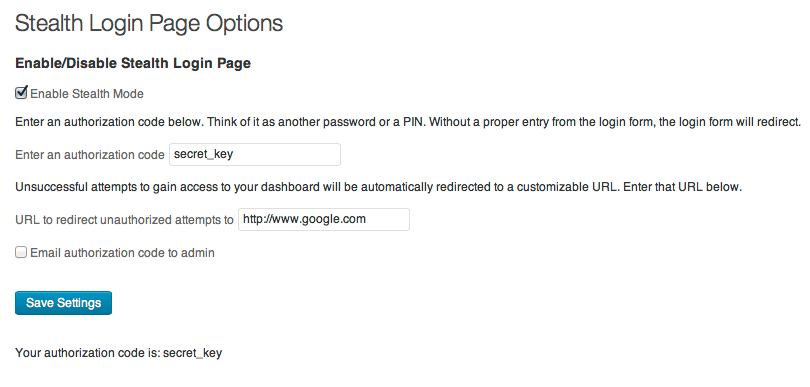 Stealth Login Page Options
Enable/Disable Stealth Login Page
Enable Stealth Mode
Enter an authorization code below. Think of it as another password or a PIN. Without a proper entry from the login form, the login form will redirect.
Enter an authorization code secret_key
Unsuccessful attempts to gain access to your dashboard will be automatically redirected to a customizable URL. Enter that URL below.
URL to redirect unauthorized attempts to http://www.google.com
Email authorization code to admin
Save Settings
Your authorization code is: secret_key